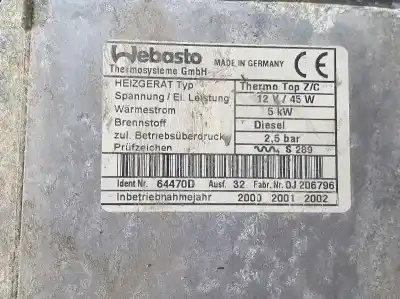 Webasto MADE IN GERMANY CE
Thermosysteme GmbH
HEIZGERÄT Typ Thermo Top Z/C
Spannung / El. Leistung 12 V / 45 W
Wärmestrom 5 kW
Brennstoff Diesel
zul. Betriebsüberdruck 2,5 bar
Prüfzeichen S 289
Ident Nr. 64470D Ausf. 32 Fabr. Nr. DJ 206796
Inbetriebnahmejahr 2000 2001 2002